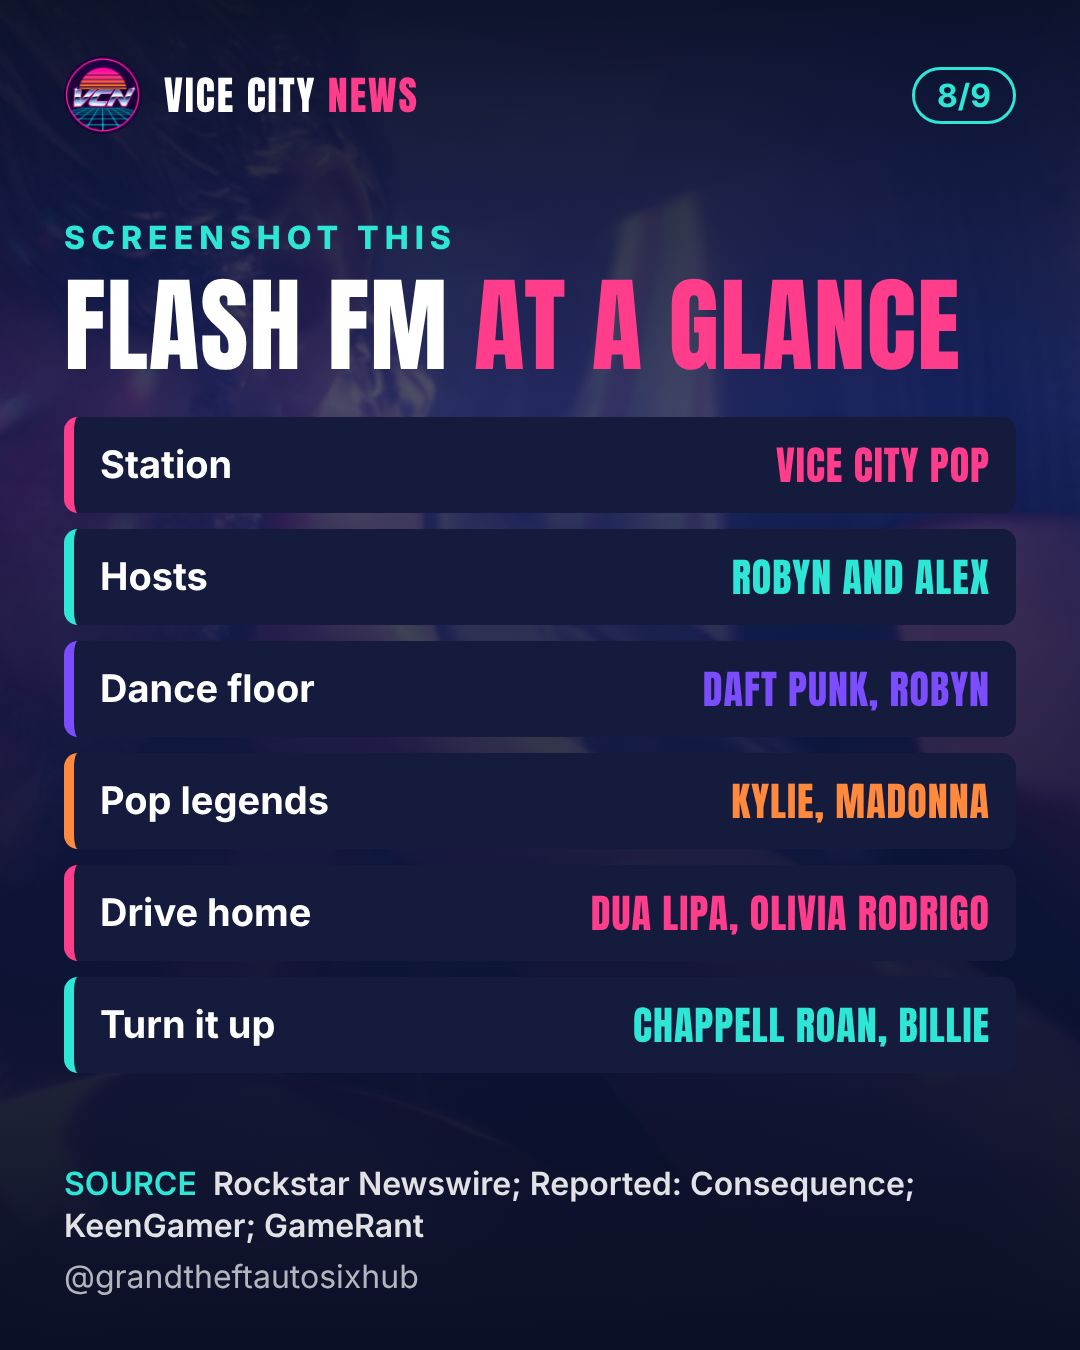 VCN
VICE CITY NEWS
8/9
SCREENSHOT THIS
FLASH FM AT A GLANCE
Station VICE CITY POP
Hosts ROBYN AND ALEX
Dance floor DAFT PUNK, ROBYN
Pop legends KYLIE, MADONNA
Drive home DUA LIPA, OLIVIA RODRIGO
Turn it up CHAPPELL ROAN, BILLIE
SOURCE Rockstar Newswire; Reported: Consequence;
KeenGamer; GameRant
@grandtheftautosixhub